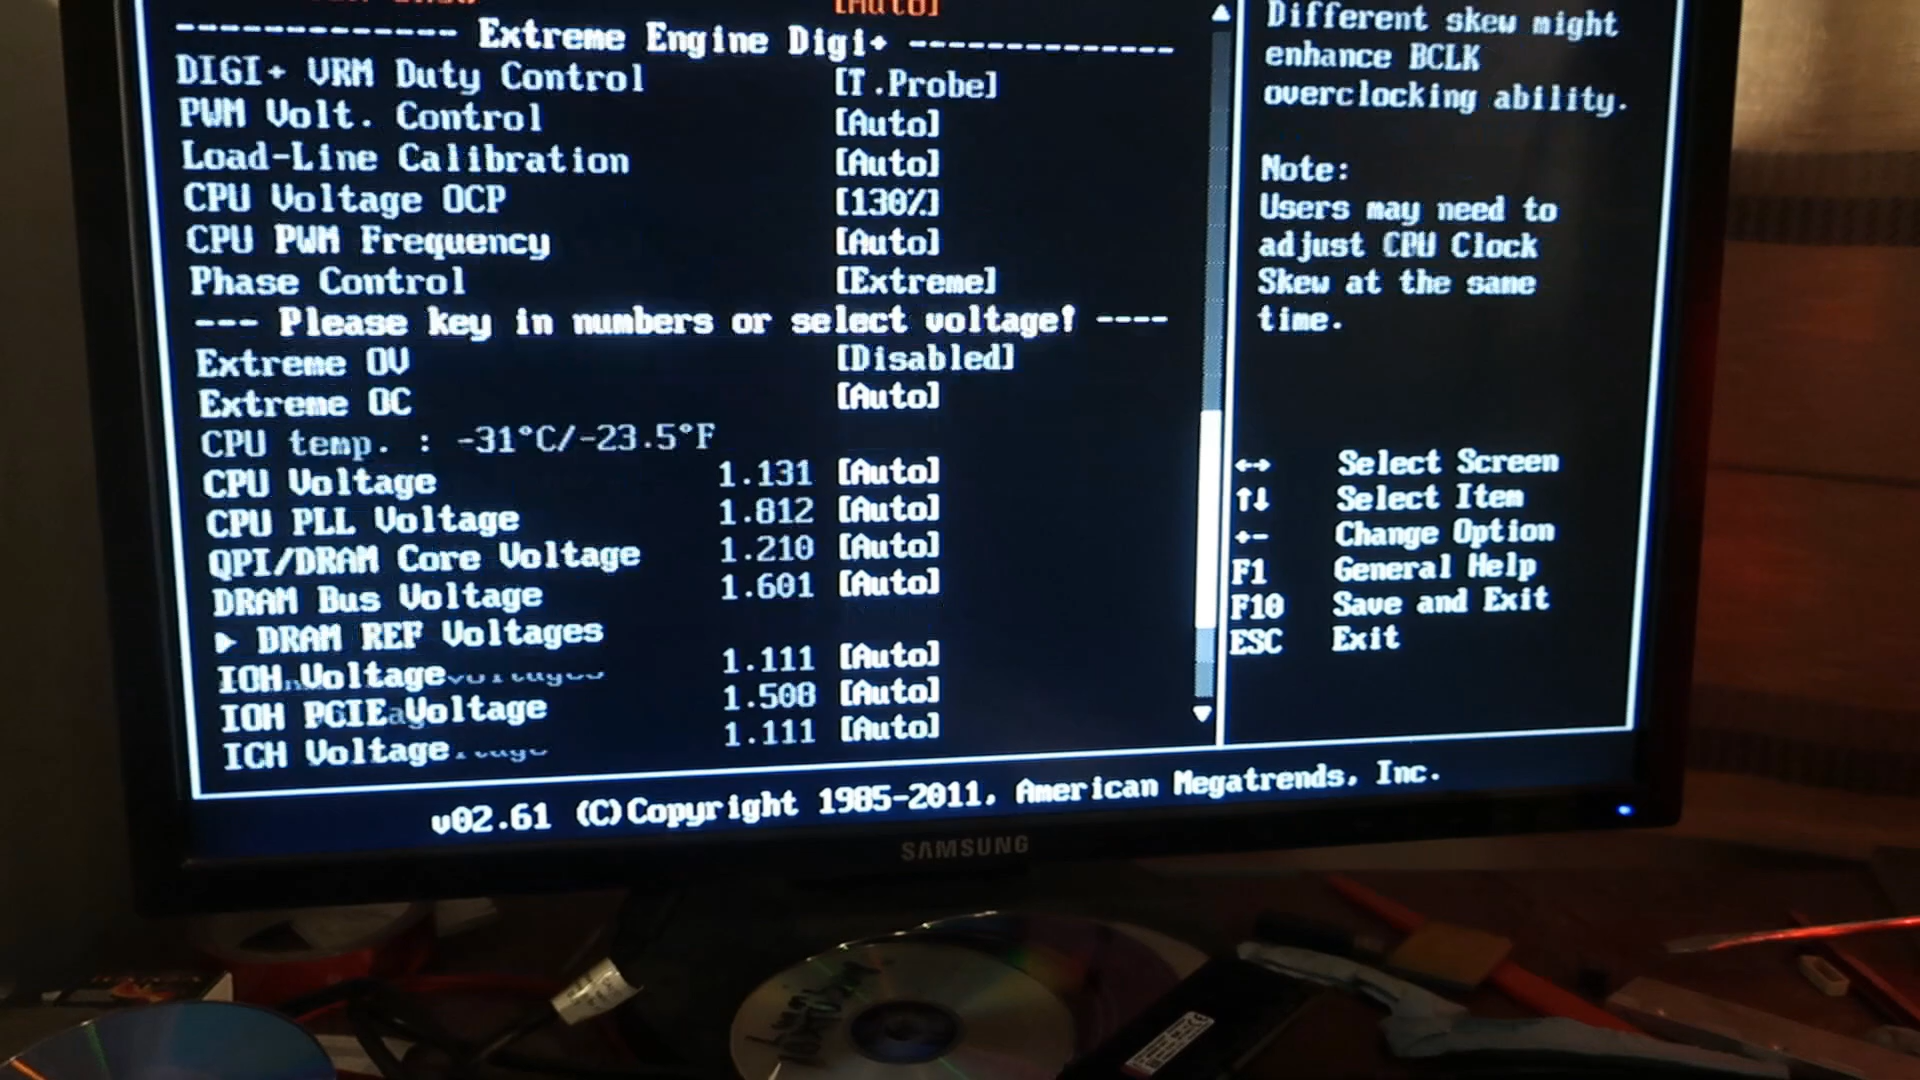 [Auto]
------------- Extreme Engine Digi+ -------------
DIGI+ VRM Duty Control [T.Probe]
PWM Volt. Control [Auto]
Load-Line Calibration [Auto]
CPU Voltage OCP [130%]
CPU PWM Frequency [Auto]
Phase Control [Extreme]
--- Please key in numbers or select voltage! ----
Extreme OV [Disabled]
Extreme OC [Auto]
CPU temp. : -31°C/-23.5°F
CPU Voltage 1.131 [Auto]
CPU PLL Voltage 1.812 [Auto]
QPI/DRAM Core Voltage 1.210 [Auto]
DRAM Bus Voltage 1.601 [Auto]
▶ DRAM REF Voltages
IOH Voltage 1.111 [Auto]
IOH PCIE Voltage 1.508 [Auto]
ICH Voltage 1.111 [Auto]
Different skew might
enhance BCLK
overclocking ability.
Note:
Users may need to
adjust CPU Clock
Skew at the same
time.
↔ Select Screen
↑↓ Select Item
+- Change Option
F1 General Help
F10 Save and Exit
ESC Exit
v02.61 (C)Copyright 1985-2011, American Megatrends, Inc.
SAMSUNG